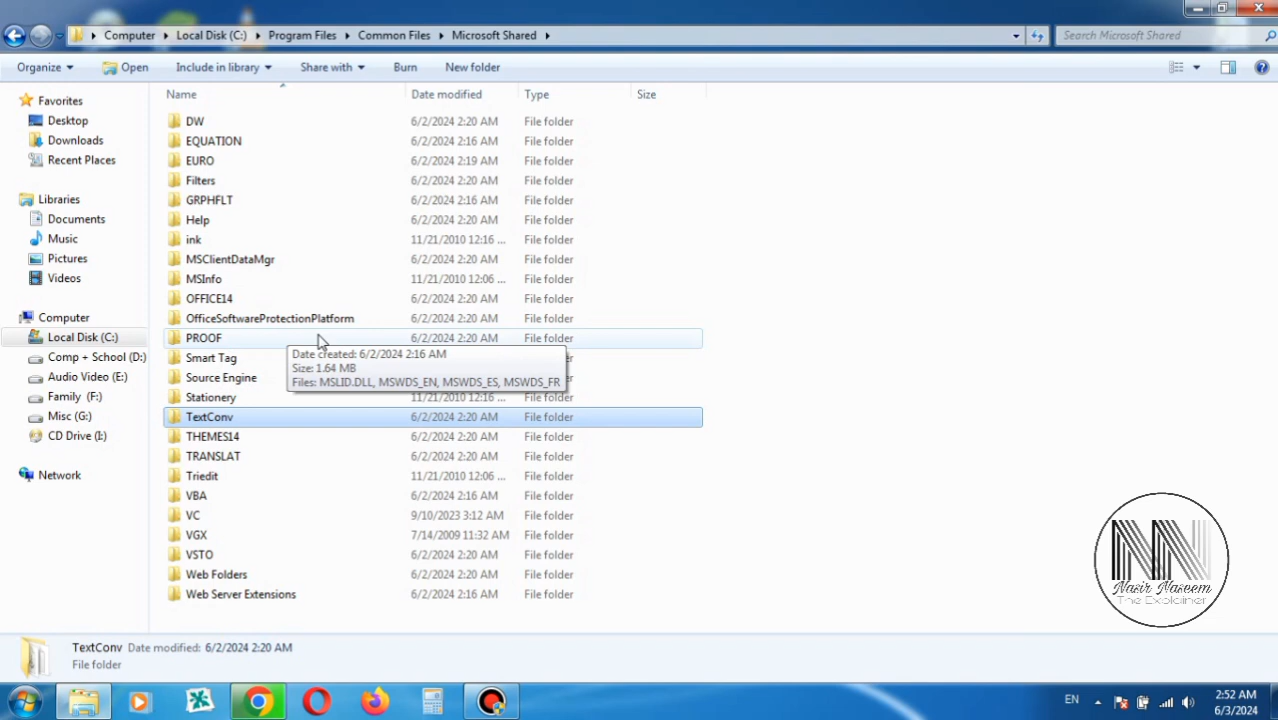 Computer Local Disk (C:) Program Files Common Files Microsoft Shared Search Microsoft Shared
Organize Open Include in library Share with Burn New folder
Name Date modified Type Size
Favorites
Desktop
Downloads
Recent Places
Libraries
Documents
Music
Pictures
Videos
Computer
Local Disk (C:)
Comp + School (D:)
Audio Video (E:)
Family (F:)
Misc (G:)
CD Drive (I:)
Network
DW 6/2/2024 2:20 AM File folder
EQUATION 6/2/2024 2:16 AM File folder
EURO 6/2/2024 2:19 AM File folder
Filters 6/2/2024 2:20 AM File folder
GRPHFLT 6/2/2024 2:16 AM File folder
Help 6/2/2024 2:20 AM File folder
ink 11/21/2010 12:16 ... File folder
MSClientDataMgr 6/2/2024 2:20 AM File folder
MSInfo 11/21/2010 12:06 ... File folder
OFFICE14 6/2/2024 2:20 AM File folder
OfficeSoftwareProtectionPlatform 6/2/2024 2:20 AM File folder
PROOF 6/2/2024 2:20 AM File folder
Smart Tag
Source Engine
Date created: 6/2/2024 2:16 AM
Size: 1.64 MB
Files: MSLID.DLL, MSWDS_EN, MSWDS_ES, MSWDS_FR
Stationery 11/21/2010 12:06 ... File folder
TextConv 6/2/2024 2:20 AM File folder
THEMES14 6/2/2024 2:20 AM File folder
TRANSLAT 6/2/2024 2:20 AM File folder
Triedit 11/21/2010 12:06 ... File folder
VBA 6/2/2024 2:16 AM File folder
VC 9/10/2023 3:12 AM File folder
VGX 7/14/2009 11:32 AM File folder
VSTO 6/2/2024 2:20 AM File folder
Web Folders 6/2/2024 2:20 AM File folder
Web Server Extensions 6/2/2024 2:16 AM File folder
NN
Nasir Naseem
The Explainer
TextConv Date modified: 6/2/2024 2:20 AM
File folder
EN
2:52 AM
6/3/2024